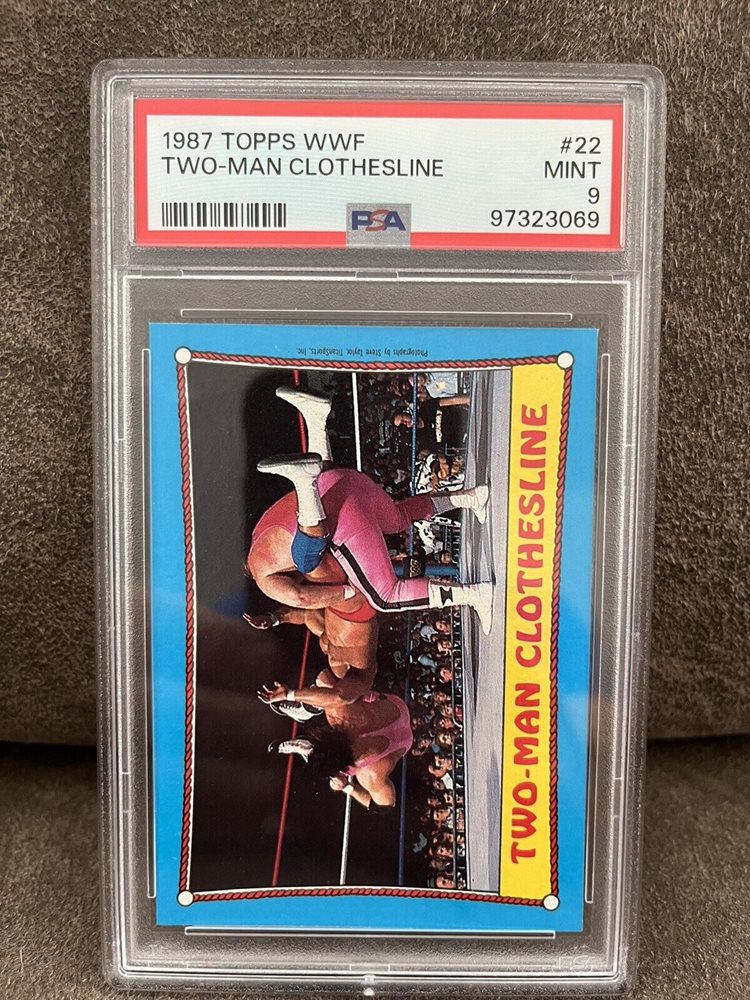 1987 TOPPS WWF #22
TWO-MAN CLOTHESLINE MINT
9
PSA 97323069
Photographs by Steve Taylor, TitanSports, Inc.
TWO-MAN CLOTHESLINE